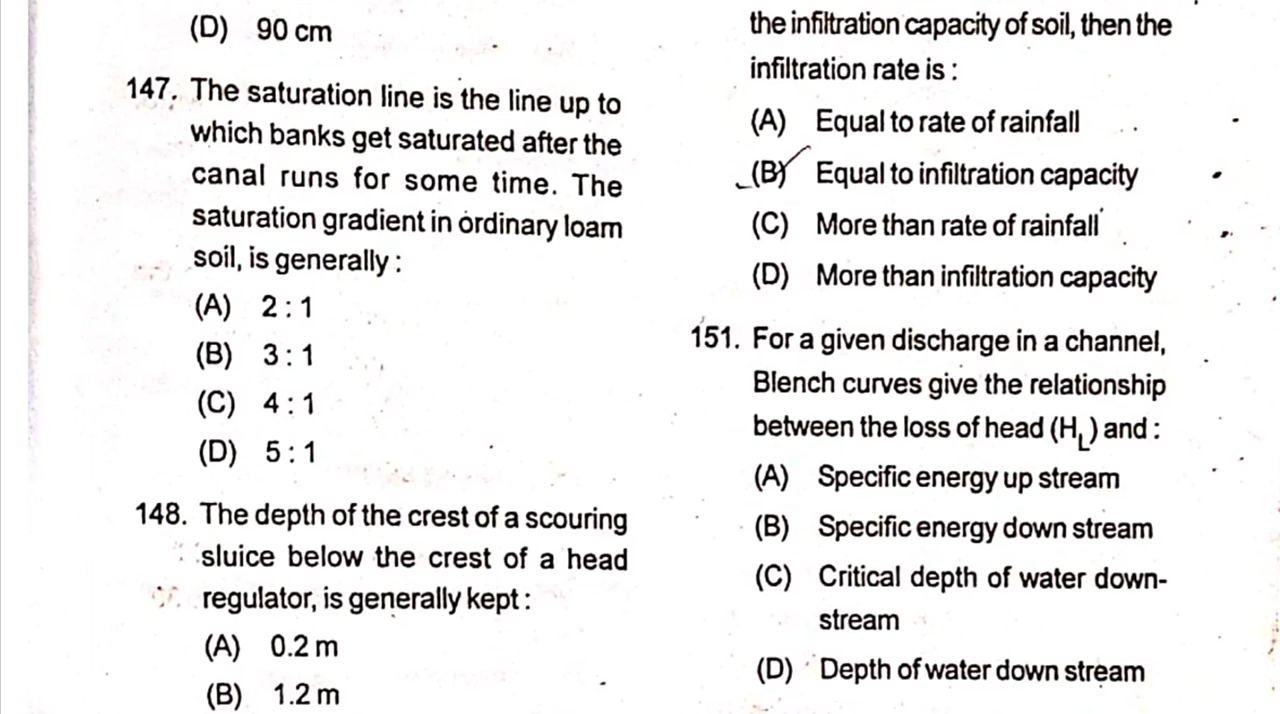 (D) 90 cm
147. The saturation line is the line up to
which banks get saturated after the
canal runs for some time. The
saturation gradient in ordinary loam
soil, is generally :
(A) 2 : 1
(B) 3 : 1
(C) 4 : 1
(D) 5 : 1
148. The depth of the crest of a scouring
sluice below the crest of a head
regulator, is generally kept :
(A) 0.2 m
(B) 1.2 m
the infiltration capacity of soil, then the
infiltration rate is :
(A) Equal to rate of rainfall
(B) Equal to infiltration capacity
(C) More than rate of rainfall
(D) More than infiltration capacity
151. For a given discharge in a channel,
Blench curves give the relationship
between the loss of head (H_L) and :
(A) Specific energy up stream
(B) Specific energy down stream
(C) Critical depth of water down-
stream
(D) Depth of water down stream